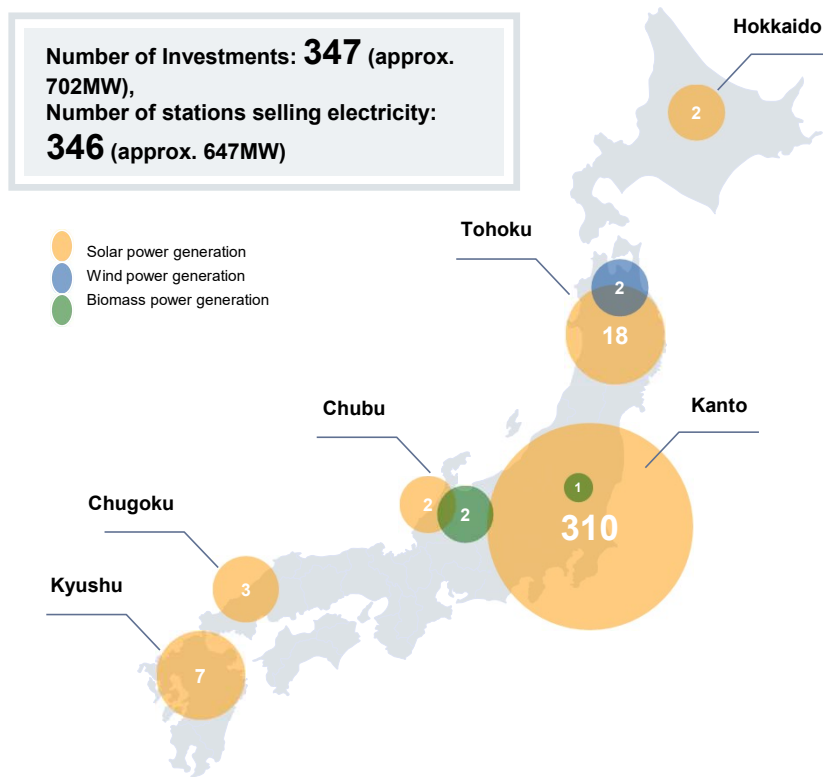 Number of Investments: 347 (approx.
702MW),
Number of stations selling electricity:
346 (approx. 647MW)
Hokkaido
2
Solar power generation
Wind power generation
Biomass power generation
Tohoku
2
18
Chubu
Kanto
2
2
1
310
Chugoku
3
Kyushu
7